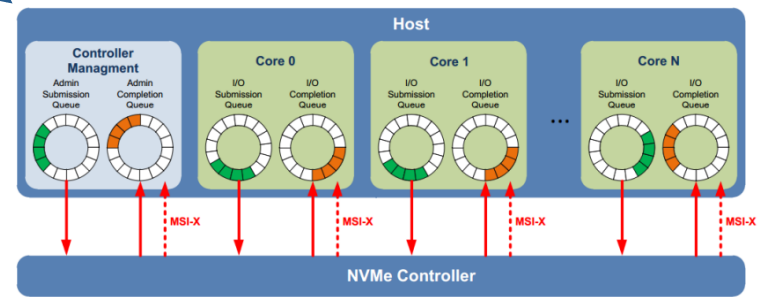 Host
Controller
Managment
Admin
Submission
Queue
Admin
Completion
Queue
Core 0
I/O
Submission
Queue
I/O
Completion
Queue
Core 1
I/O
Submission
Queue
I/O
Completion
Queue
...
Core N
I/O
Submission
Queue
I/O
Completion
Queue
MSI-X
MSI-X
MSI-X
MSI-X
NVMe Controller